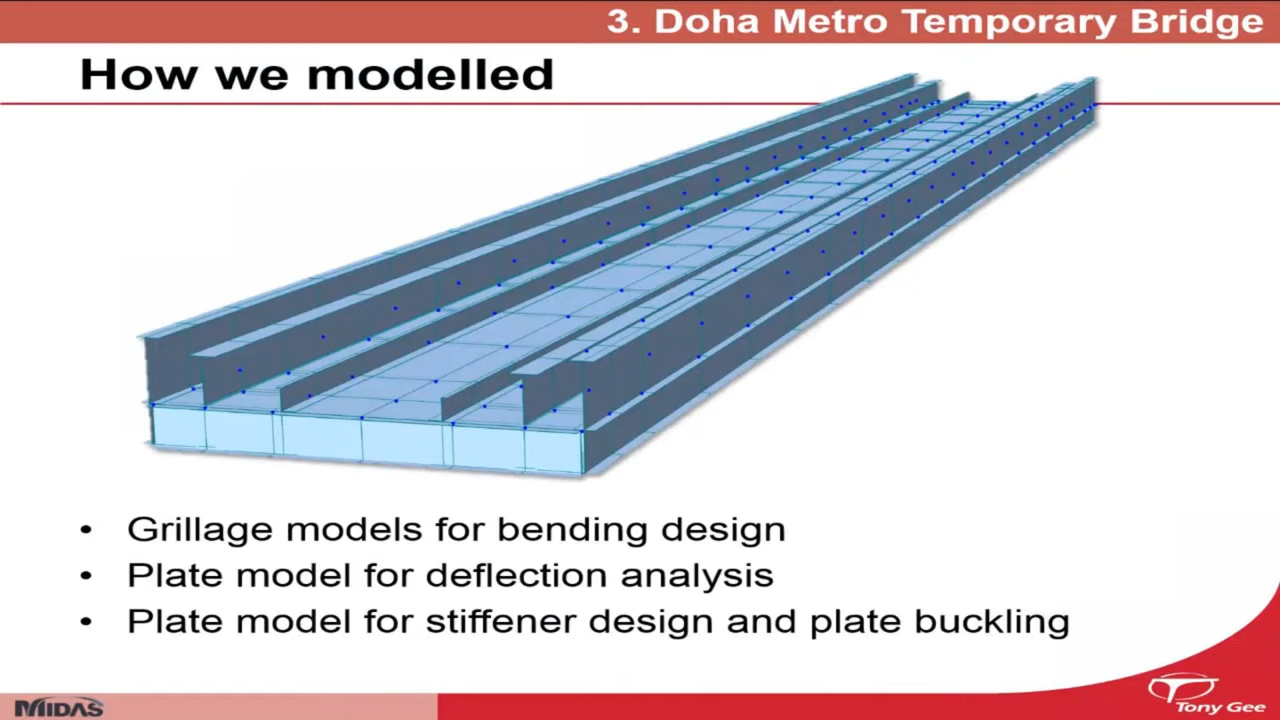 3. Doha Metro Temporary Bridge
How we modelled
• Grillage models for bending design
• Plate model for deflection analysis
• Plate model for stiffener design and plate buckling
MIDAS
Tony Gee